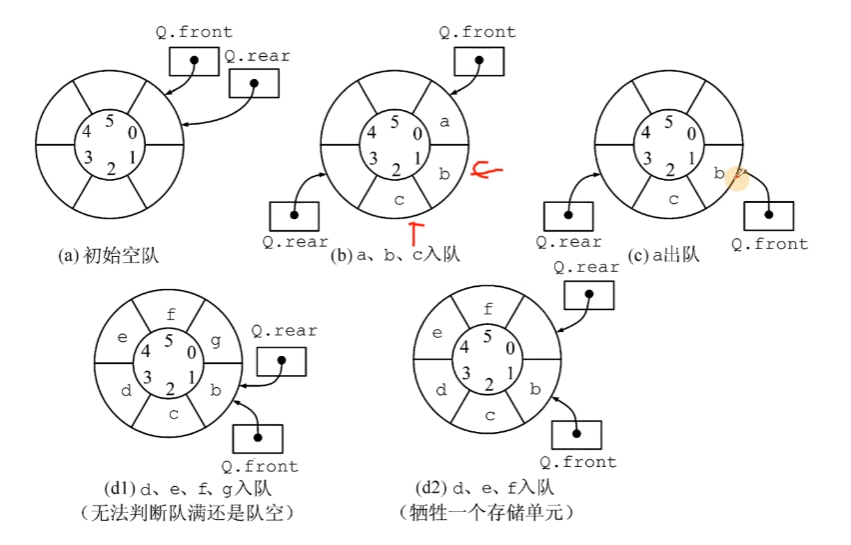 Q.front
Q.rear
4 5 0
3 2 1
(a) 初始空队
Q.front
a
b
c
4 5 0
3 2 1
Q.rear
(b) a、b、c入队
4 5 0
3 2 1
b
c
Q.rear
Q.front
(c) a出队
f
e
g
d
b
c
4 5 0
3 2 1
Q.rear
Q.front
(d1) d、e、f、g入队
（无法判断队满还是队空）
Q.rear
f
e
d
b
c
4 5 0
3 2 1
Q.front
(d2) d、e、f入队
（牺牲一个存储单元）